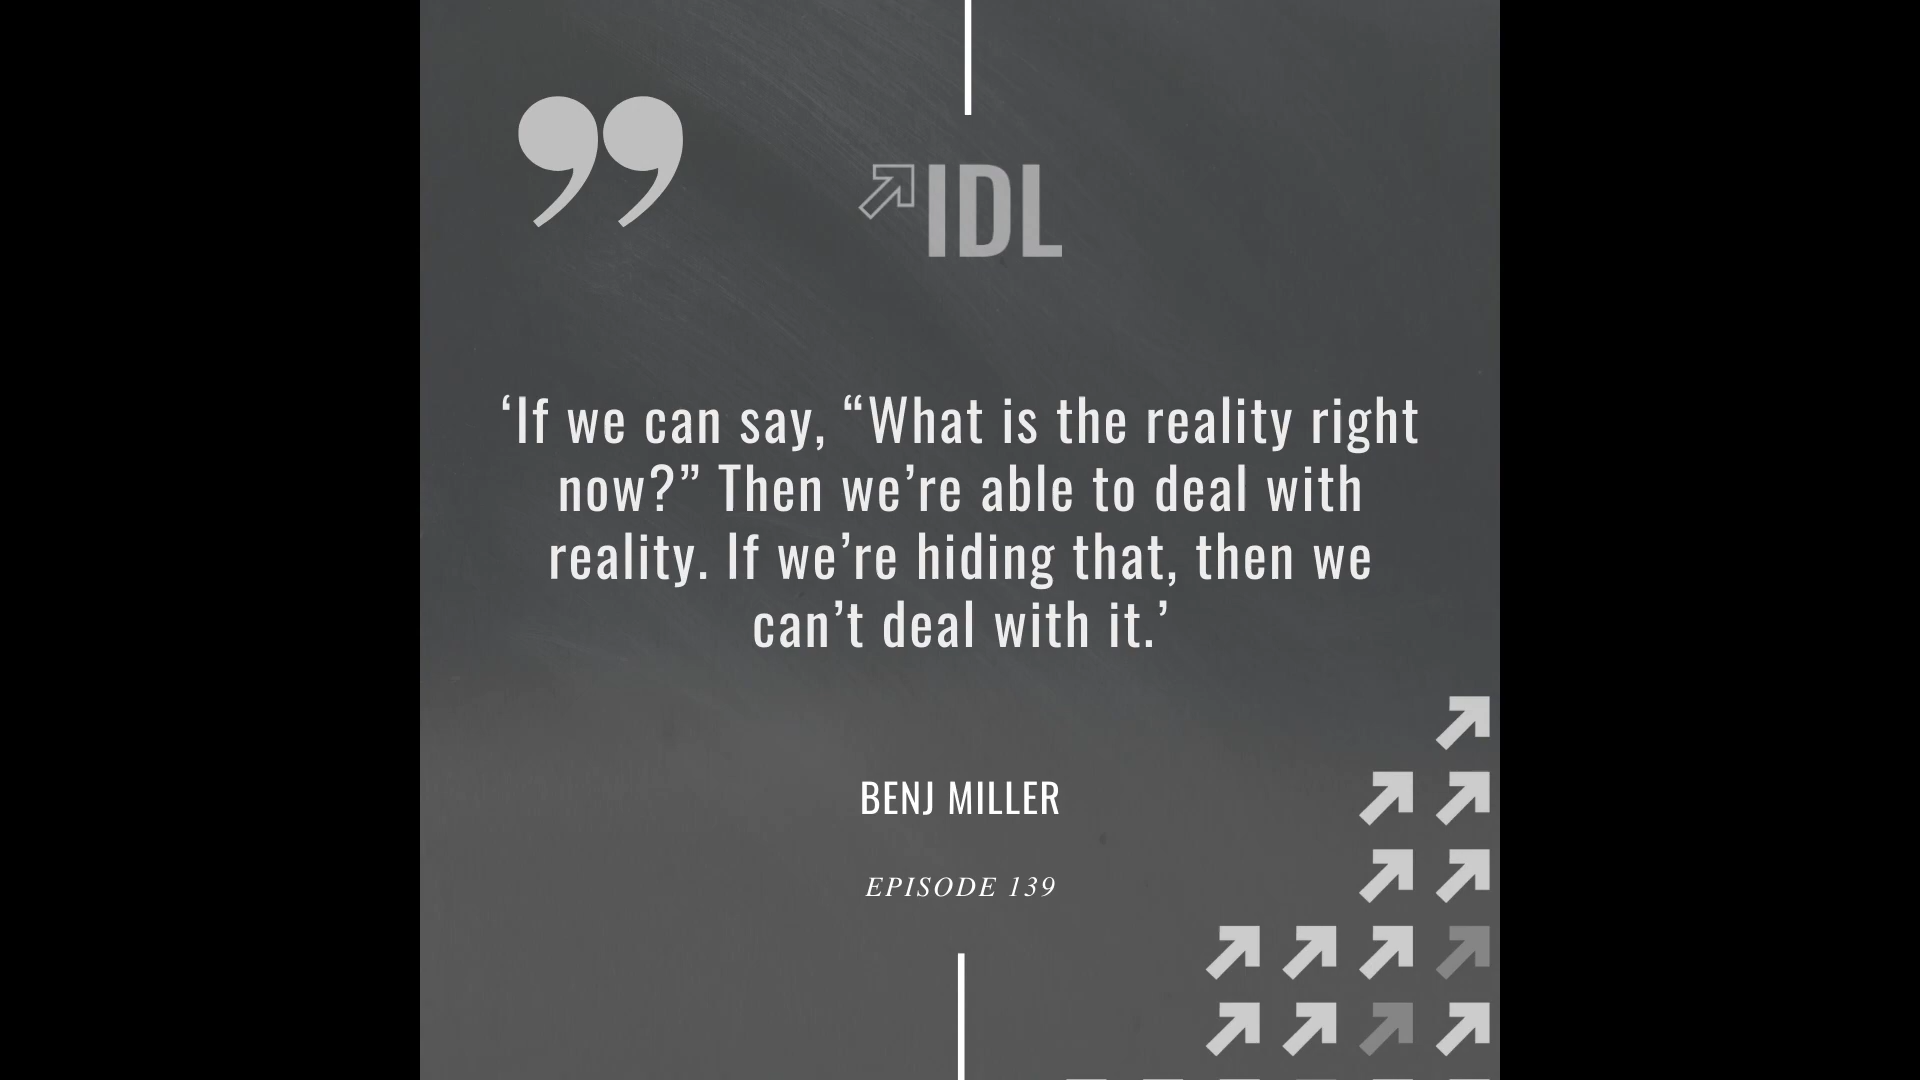 ”
IDL
‘If we can say, “What is the reality right
now?” Then we’re able to deal with
reality. If we’re hiding that, then we
can’t deal with it.’
BENJ MILLER
EPISODE 139